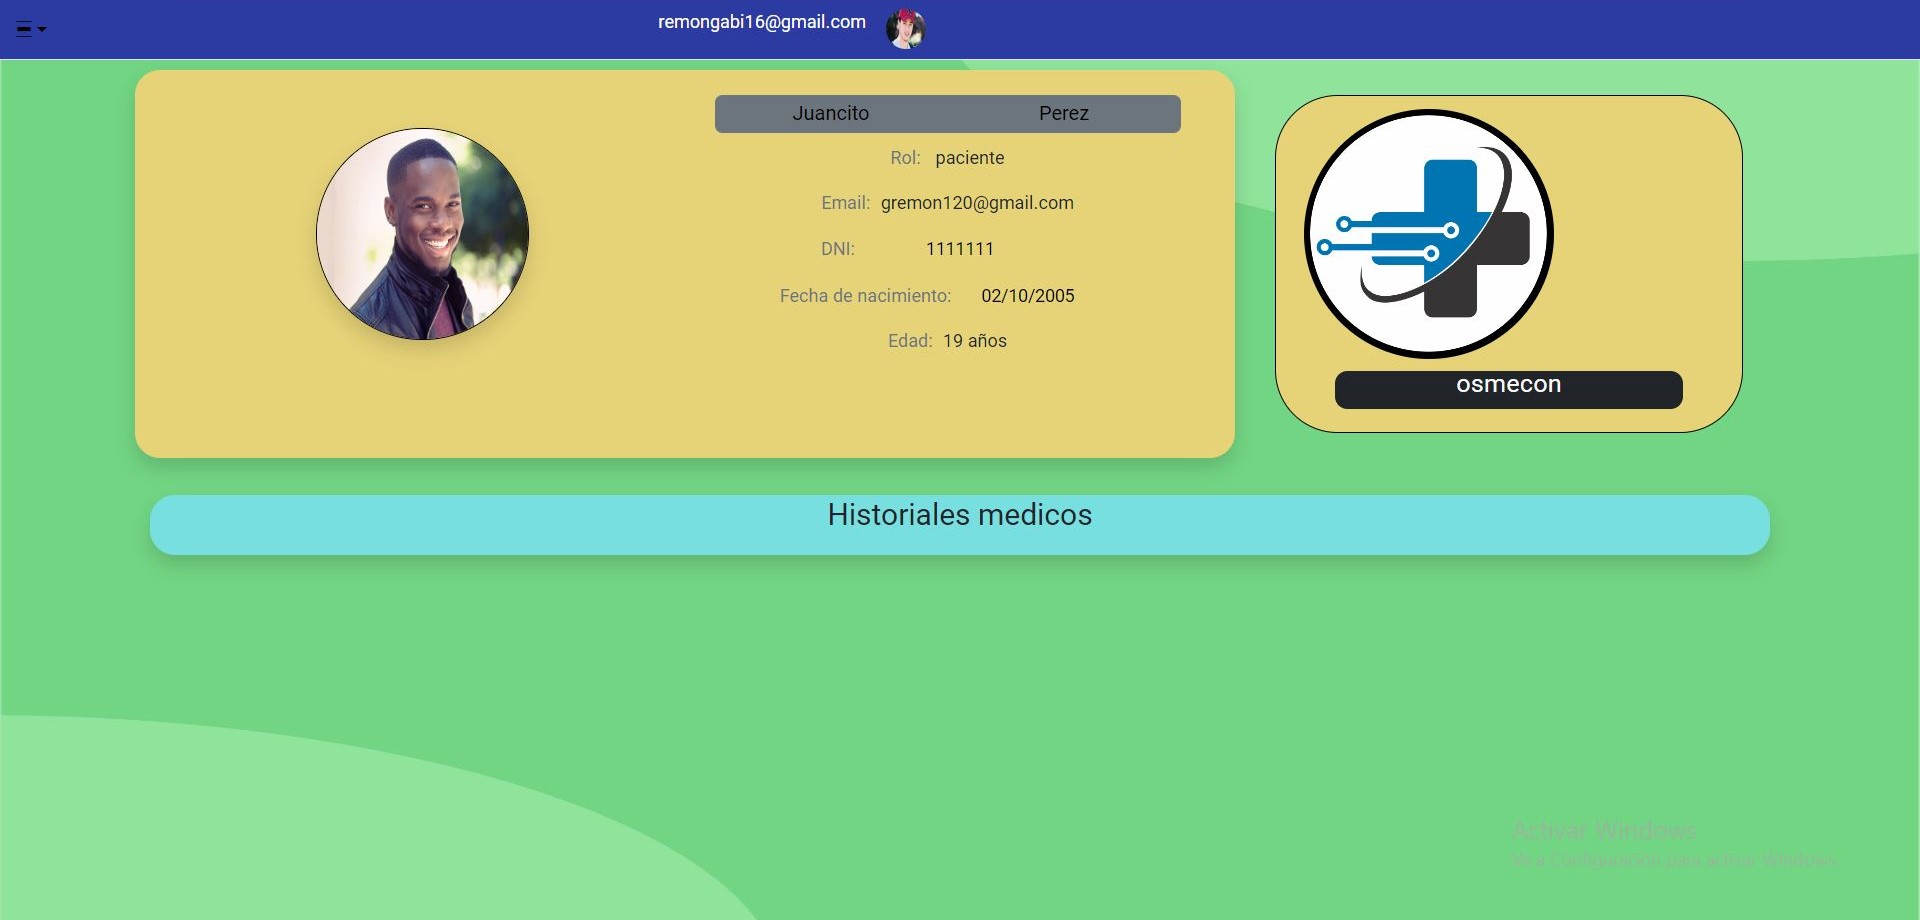 remongabi16@gmail.com
Juancito Perez
Rol: paciente
Email: gremon120@gmail.com
DNI: 1111111
Fecha de nacimiento: 02/10/2005
Edad: 19 años
osmecon
Historiales medicos
Activar Windows
Ve a Configuración para activar Windows.